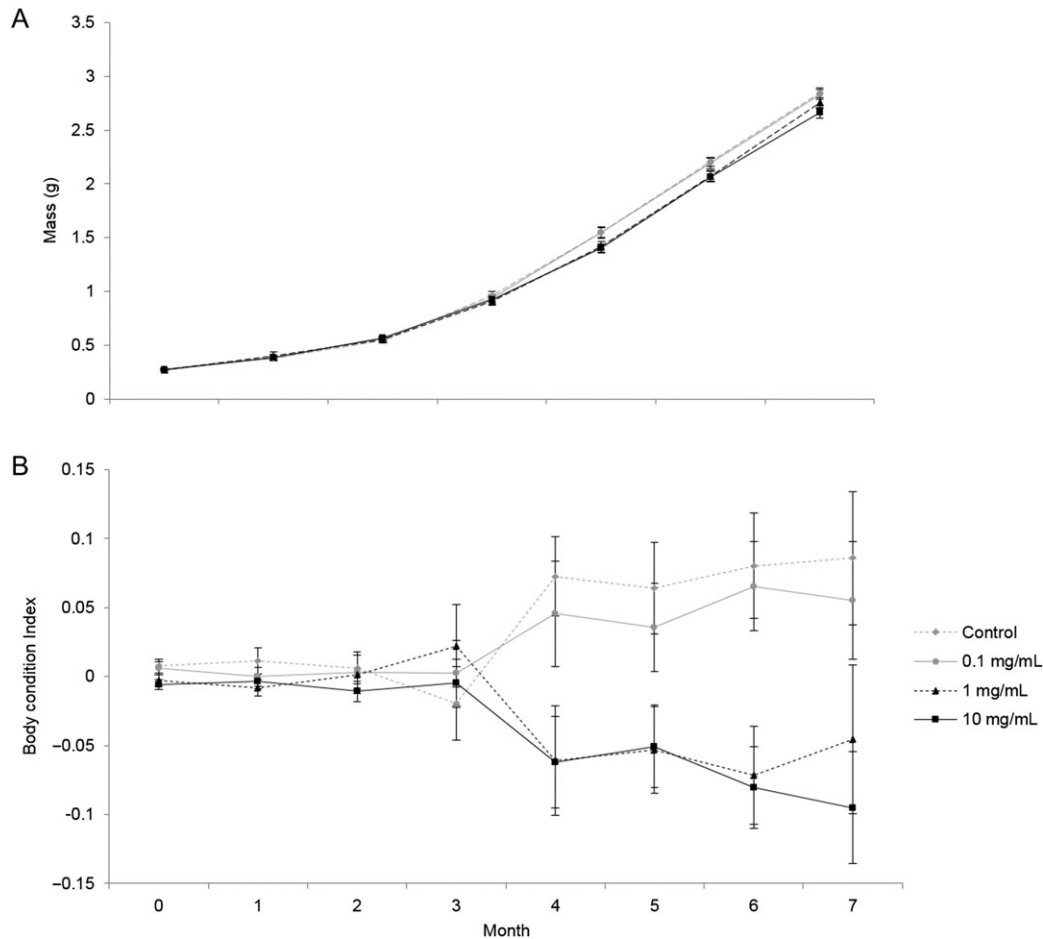 A
3.5
3
2.5
2
1.5
1
0.5
0
Mass (g)
B
0.15
0.1
0.05
0
−0.05
−0.1
−0.15
Body condition Index
0 1 2 3 4 5 6 7
Month
Control
0.1 mg/mL
1 mg/mL
10 mg/mL